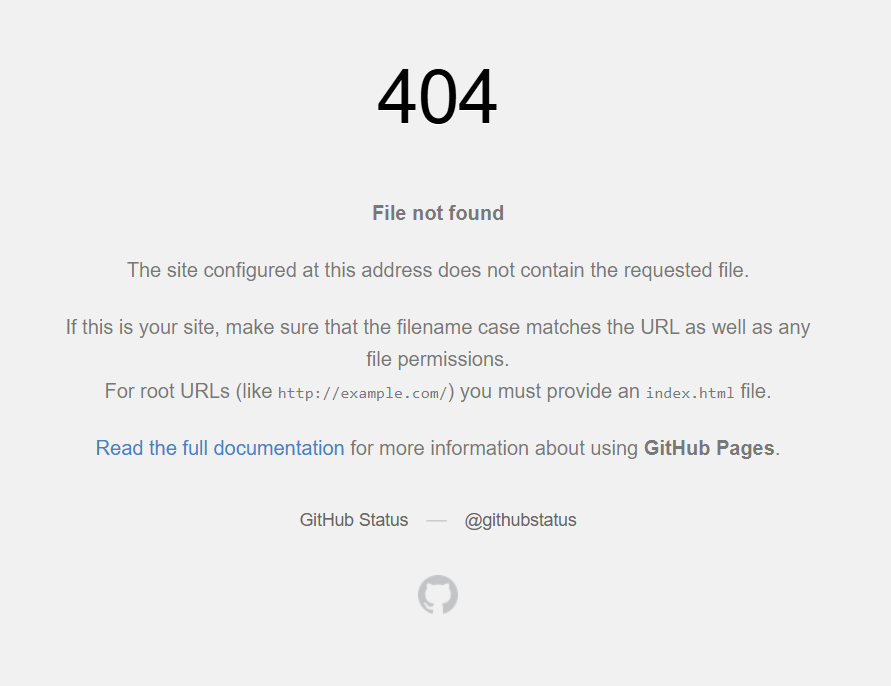 404
File not found
The site configured at this address does not contain the requested file.
If this is your site, make sure that the filename case matches the URL as well as any
file permissions.
For root URLs (like http://example.com/) you must provide an index.html file.
Read the full documentation for more information about using GitHub Pages.
GitHub Status — @githubstatus